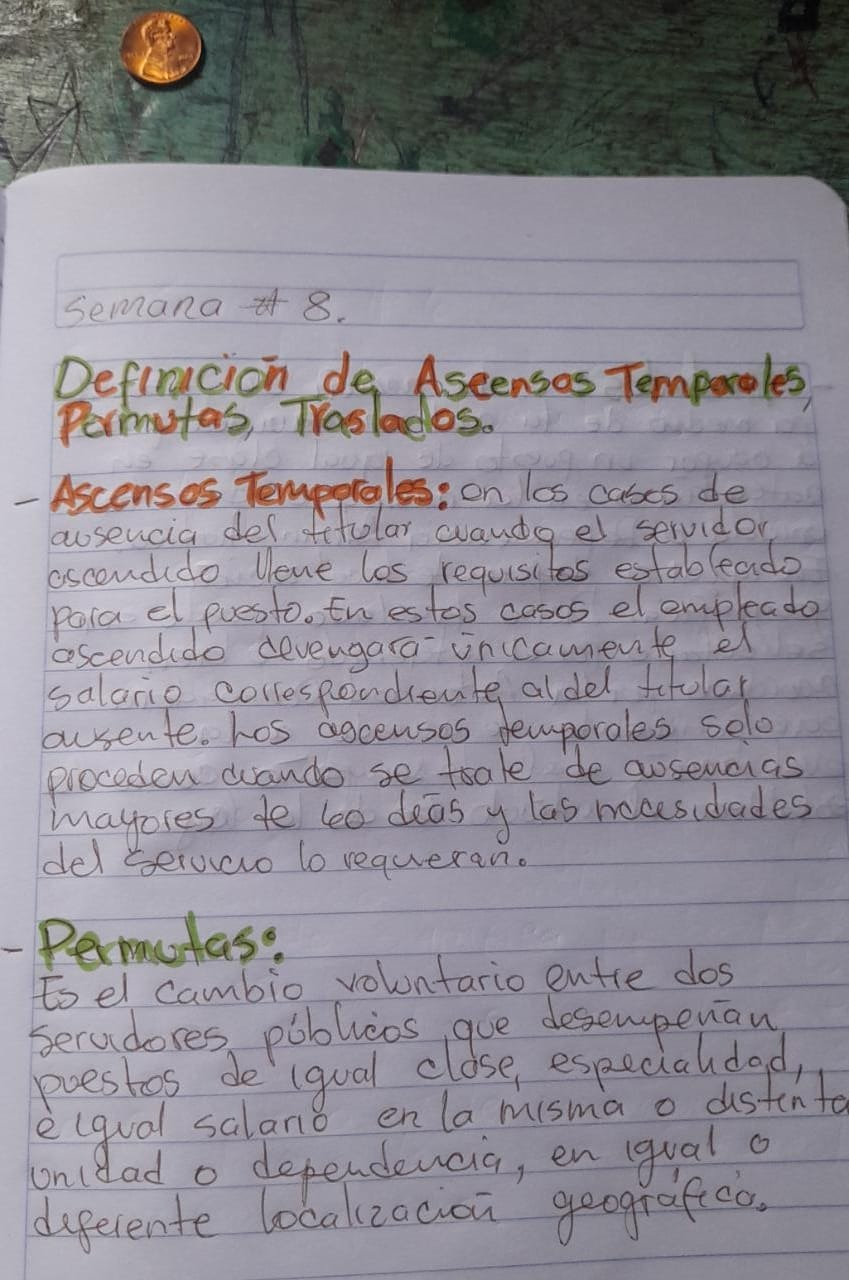 Semana # 8.
Definición de Ascensos Temporales,
Permutas, Traslados.
- Ascensos Temporales: en los casos de
ausencia del titular cuando el servidor
ascendido llene los requisitos estableado
para el puesto. En estos casos el empleado
ascendido devengara únicamente el
salario correspondiente al del titular
ausente. Los ascensos temporales solo
proceden cuando se trate de ausencias
mayores de 60 días y las necesidades
del servicio lo requieran.
- Permutas:
Es el cambio voluntario entre dos
servidores públicos que desempeñan
puestos de igual clase, especialidad,
e igual salario en la misma o distinta
unidad o dependencia, en igual o
diferente localización geográfica.